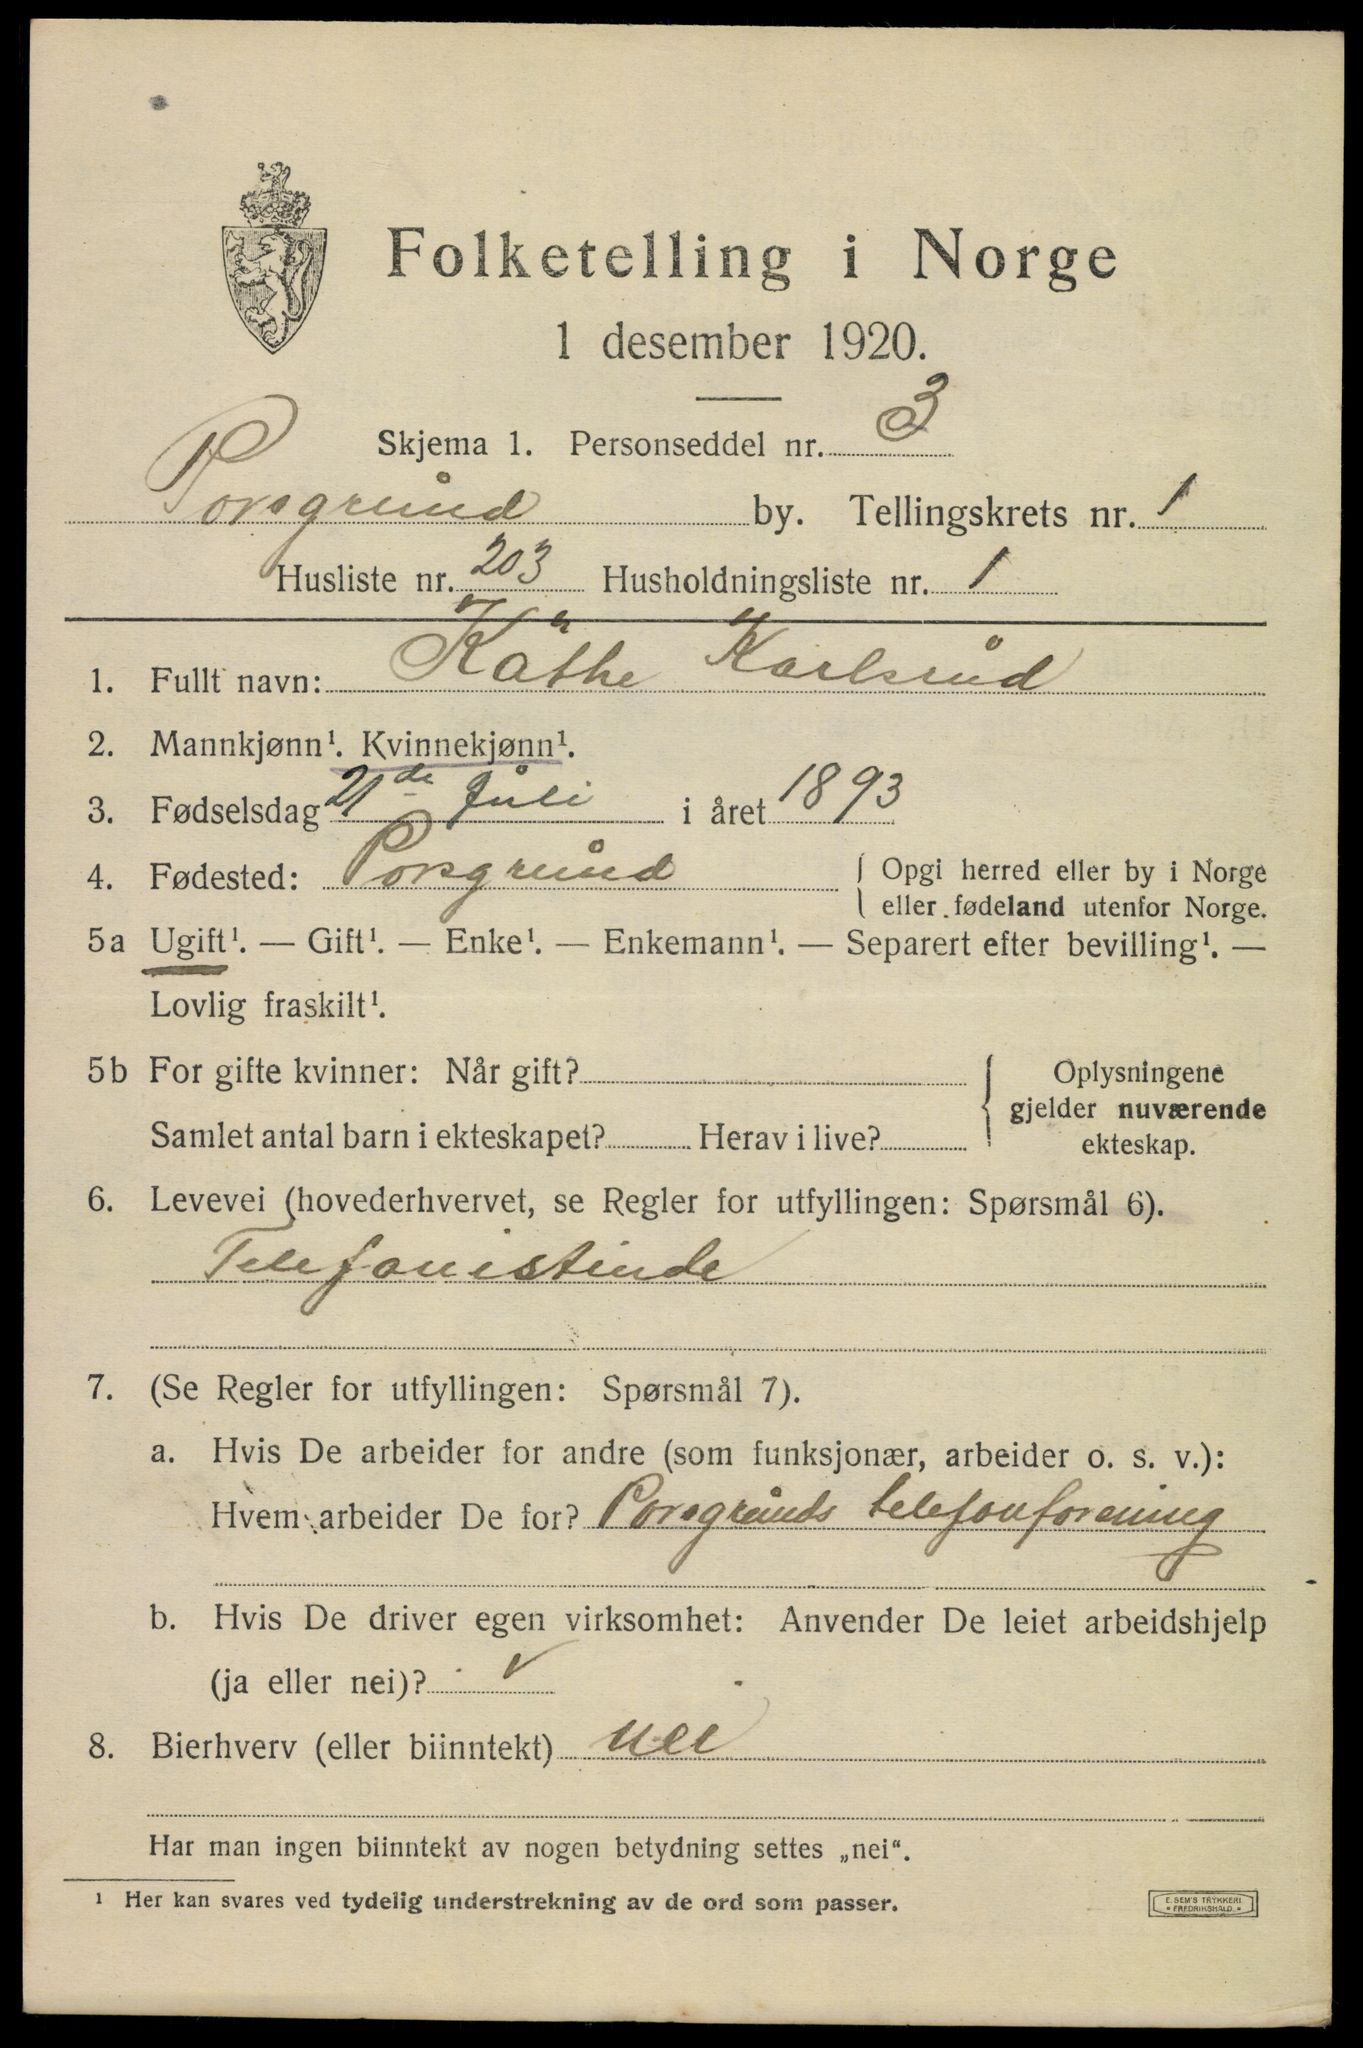 Folketelling i Norge
1 desember 1920.
Skjema 1. Personseddel nr. 3
Porsgrund by. Tellingskrets nr. 1
Husliste nr. 203 Husholdningsliste nr. 1
1. Fullt navn: Käthe Karlsrud
2. Mannkjønn¹. Kvinnekjønn¹.
3. Fødselsdag 21de Juli i året 1893
4. Fødested: Porsgrund { Opgi herred eller by i Norge
eller fødeland utenfor Norge.
5a Ugift¹. — Gift¹. — Enke¹. — Enkemann¹. — Separert efter bevilling¹. —
Lovlig fraskilt¹.
5b For gifte kvinner: Når gift? { Oplysningene
gjelder nuværende
Samlet antal barn i ekteskapet? Herav i live? ekteskap.
6. Levevei (hovederhvervet, se Regler for utfyllingen: Spørsmål 6).
Telefonistinde
7. (Se Regler for utfyllingen: Spørsmål 7).
a. Hvis De arbeider for andre (som funksjonær, arbeider o. s. v.):
Hvem arbeider De for? Porsgrunds telefonforening
b. Hvis De driver egen virksomhet: Anvender De leiet arbeidshjelp
(ja eller nei)? ✓
8. Bierhverv (eller biinntekt) nei
Har man ingen biinntekt av nogen betydning settes „nei“.
¹ Her kan svares ved tydelig understrekning av de ord som passer.
E. SEM'S TRYKKERI
FREDRIKSHALD.